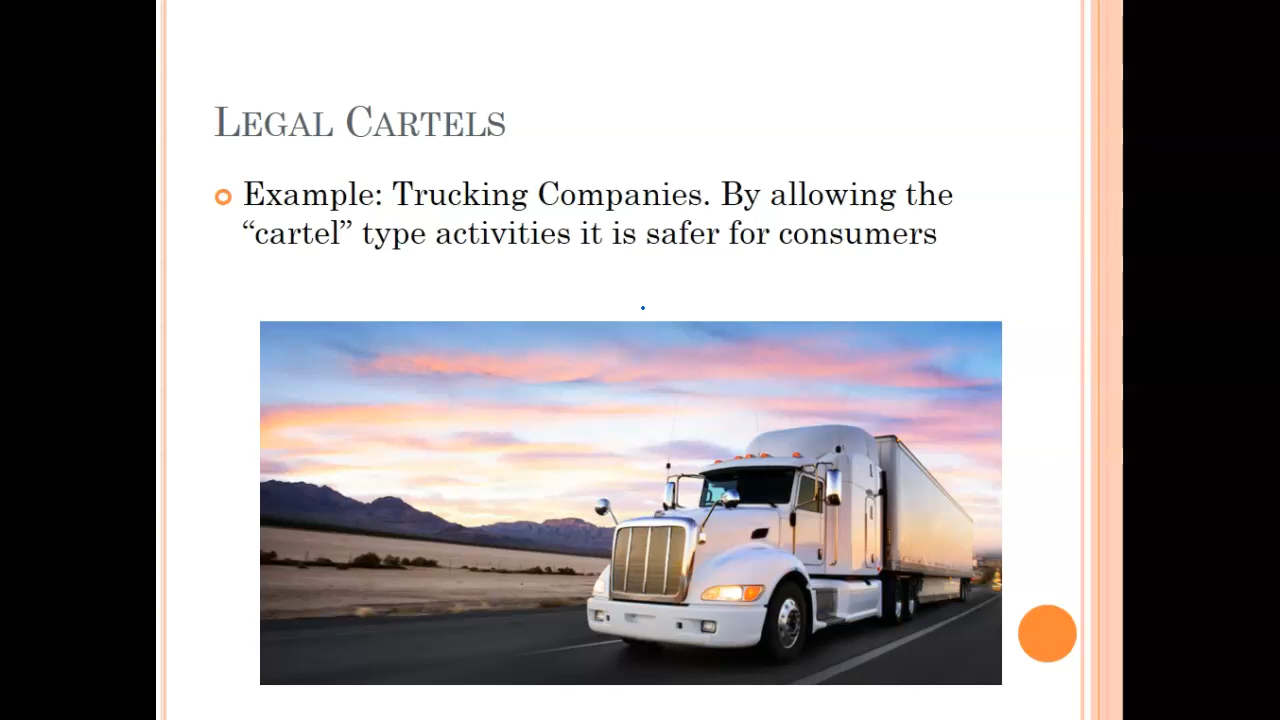 Legal Cartels
Example: Trucking Companies. By allowing the
“cartel” type activities it is safer for consumers